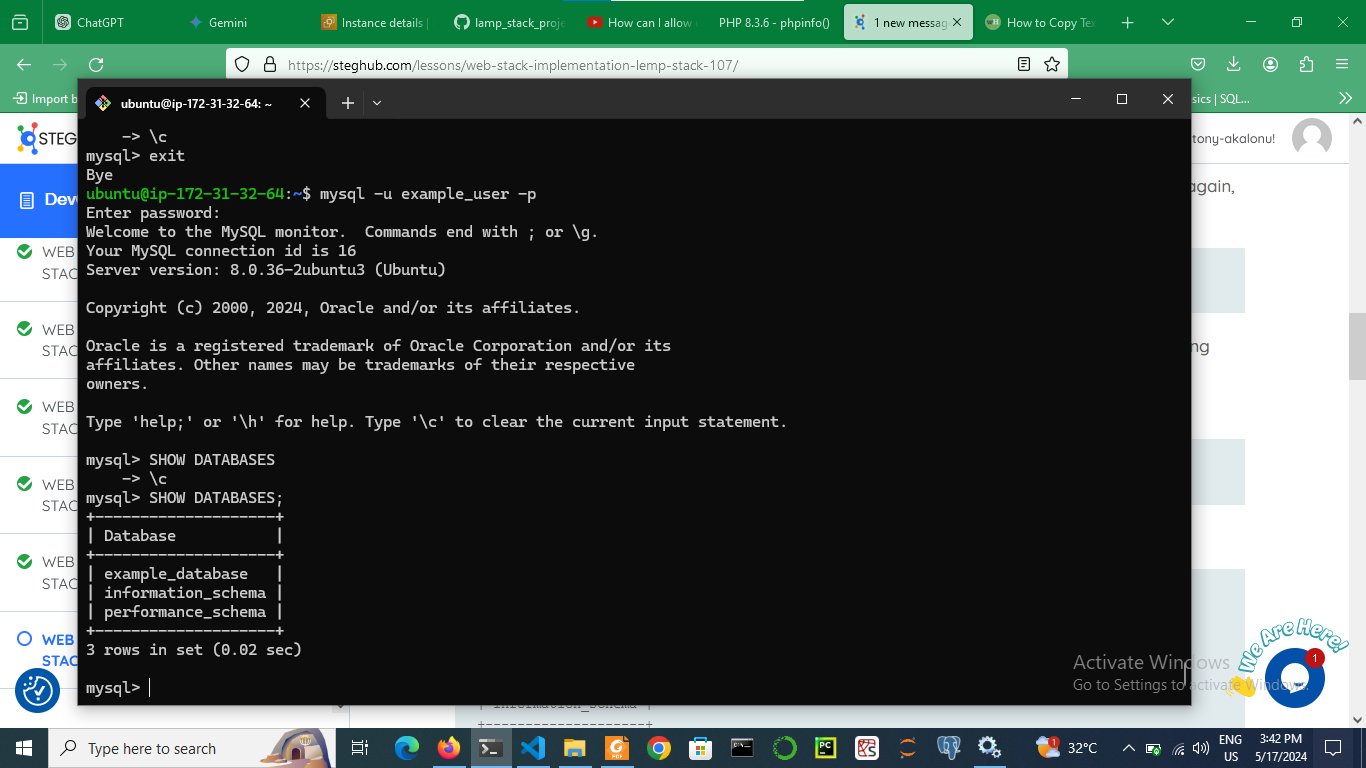 ChatGPT
Gemini
Instance details |
lamp_stack_proje
How can I allow
PHP 8.3.6 - phpinfo()
1 new messag
How to Copy Tex
https://steghub.com/lessons/web-stack-implementation-lemp-stack-107/
Import b
sics | SQL...
ubuntu@ip-172-31-32-64: ~
STEG
tony-akalonu!
Dev
again,
WEB
STAC
WEB
STAC
ng
WEB
STAC
WEB
STAC
WEB
STAC
WEB
STAC
-> \c
mysql> exit
Bye
ubuntu@ip-172-31-32-64:~$ mysql -u example_user -p
Enter password:
Welcome to the MySQL monitor.  Commands end with ; or \g.
Your MySQL connection id is 16
Server version: 8.0.36-2ubuntu3 (Ubuntu)
Copyright (c) 2000, 2024, Oracle and/or its affiliates.
Oracle is a registered trademark of Oracle Corporation and/or its
affiliates. Other names may be trademarks of their respective
owners.
Type 'help;' or '\h' for help. Type '\c' to clear the current input statement.
mysql> SHOW DATABASES
-> \c
mysql> SHOW DATABASES;
+--------------------+
| Database           |
+--------------------+
| example_database   |
| information_schema |
| performance_schema |
+--------------------+
3 rows in set (0.02 sec)
mysql>
We Are Here!
1
Activate Windows
Go to Settings to activate Windows.
| information_schema |
+--------------------+
Type here to search
1
32°C
ENG
US
3:42 PM
5/17/2024